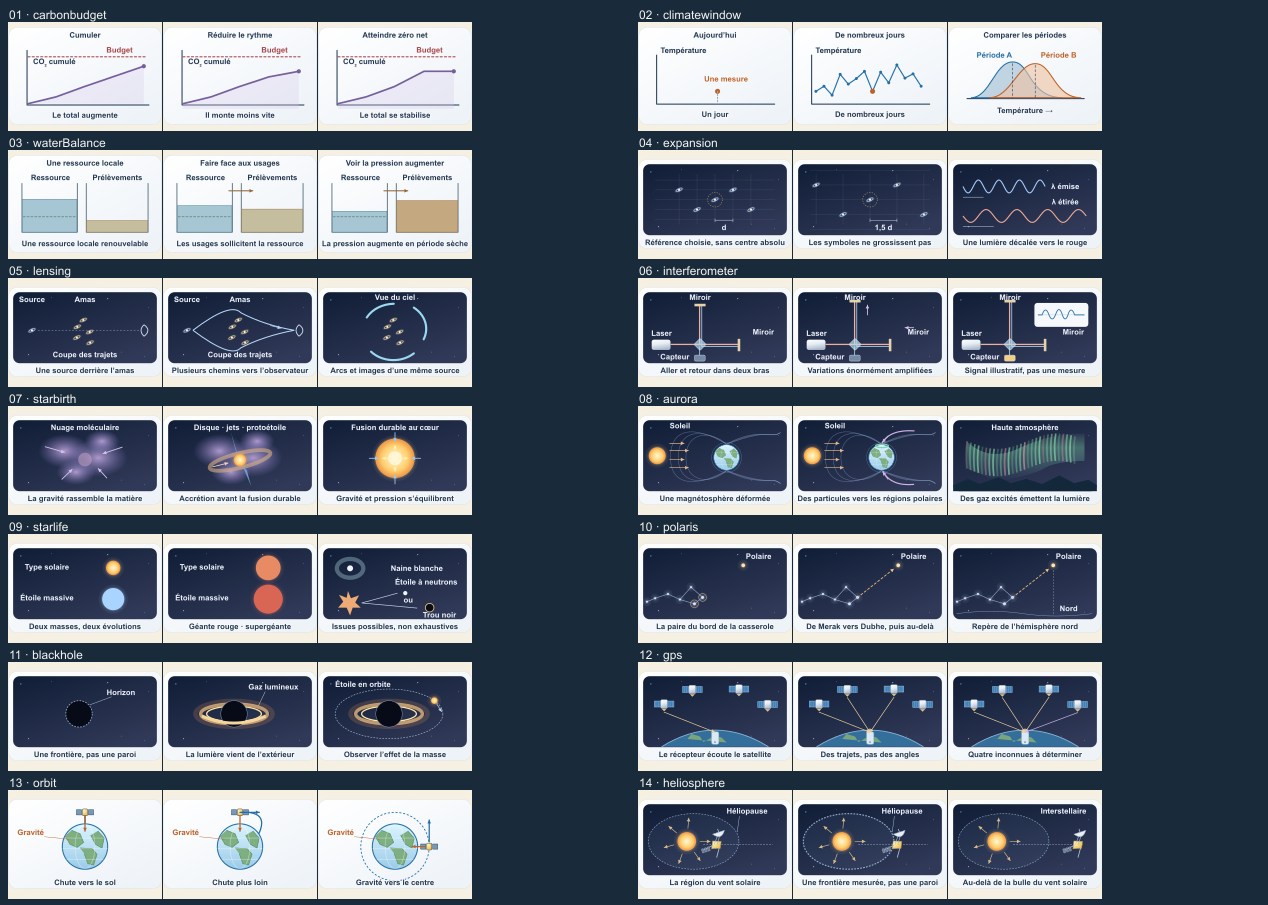 01 · carbonbudget
Cumuler
Budget
CO₂ cumulé
Le total augmente
Réduire le rythme
Budget
CO₂ cumulé
Il monte moins vite
Atteindre zéro net
Budget
CO₂ cumulé
Le total se stabilise
02 · climatewindow
Aujourd'hui
Température
Une mesure
Un jour
De nombreux jours
Température
De nombreux jours
Comparer les périodes
Période A
Période B
Température →
03 · waterBalance
Une ressource locale
Ressource
Prélèvements
Une ressource locale renouvelable
Faire face aux usages
Ressource
Prélèvements
Les usages sollicitent la ressource
Voir la pression augmenter
Ressource
Prélèvements
La pression augmente en période sèche
04 · expansion
d
Référence choisie, sans centre absolu
1,5 d
Les symboles ne grossissent pas
λ émise
λ étirée
Une lumière décalée vers le rouge
05 · lensing
Source
Amas
Coupe des trajets
Une source derrière l'amas
Source
Amas
Coupe des trajets
Plusieurs chemins vers l'observateur
Vue du ciel
Arcs et images d'une même source
06 · interferometer
Miroir
Laser
Miroir
Capteur
Aller et retour dans deux bras
Miroir
Laser
Miroir
Capteur
Variations énormément amplifiées
Miroir
Laser
Miroir
Capteur
Signal illustratif, pas une mesure
07 · starbirth
Nuage moléculaire
La gravité rassemble la matière
Disque · jets · protoétoile
Accrétion avant la fusion durable
Fusion durable au cœur
Gravité et pression s'équilibrent
08 · aurora
Soleil
Une magnétosphère déformée
Soleil
Des particules vers les régions polaires
Haute atmosphère
Des gaz excités émettent la lumière
09 · starlife
Type solaire
Étoile massive
Deux masses, deux évolutions
Type solaire
Étoile massive
Géante rouge · supergéante
Naine blanche
Étoile à neutrons
ou
Trou noir
Issues possibles, non exhaustives
10 · polaris
Polaire
La paire du bord de la casserole
Polaire
De Merak vers Dubhe, puis au-delà
Polaire
Nord
Repère de l'hémisphère nord
11 · blackhole
Horizon
Une frontière, pas une paroi
Gaz lumineux
La lumière vient de l'extérieur
Étoile en orbite
Observer l'effet de la masse
12 · gps
Le récepteur écoute le satellite
Des trajets, pas des angles
Quatre inconnues à déterminer
13 · orbit
Gravité
Chute vers le sol
Gravité
Chute plus loin
Gravité
Gravité vers le centre
14 · heliosphere
Héliopause
La région du vent solaire
Héliopause
Une frontière mesurée, pas une paroi
Interstellaire
Au-delà de la bulle du vent solaire